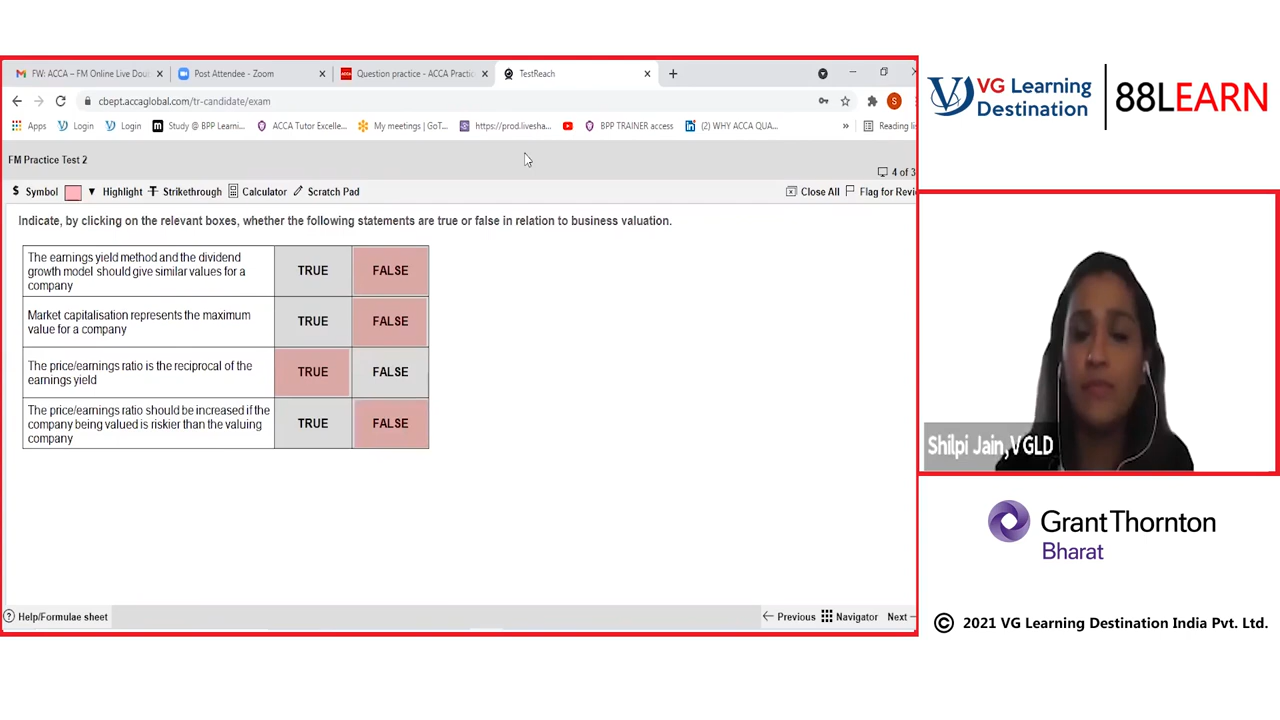 FW: ACCA – FM Online Live Dou
Post Attendee - Zoom
Question practice - ACCA Practic
TestReach
cbept.accaglobal.com/tr-candidate/exam
Apps
Login
Login
Study @ BPP Learni...
ACCA Tutor Excelle...
My meetings | GoT...
https://prod.livesha...
BPP TRAINER access
(2) WHY ACCA QUA...
»
Reading lis
FM Practice Test 2
4 of 3
$ Symbol
Highlight
Strikethrough
Calculator
Scratch Pad
Close All
Flag for Revi
Indicate, by clicking on the relevant boxes, whether the following statements are true or false in relation to business valuation.
The earnings yield method and the dividend
growth model should give similar values for a
company
TRUE
FALSE
Market capitalisation represents the maximum
value for a company
TRUE
FALSE
The price/earnings ratio is the reciprocal of the
earnings yield
TRUE
FALSE
The price/earnings ratio should be increased if the
company being valued is riskier than the valuing
company
TRUE
FALSE
Help/Formulae sheet
Previous
Navigator
Next
VG Learning
Destination
88LEARN
Shilpi Jain,VGLD
Grant Thornton
Bharat
© 2021 VG Learning Destination India Pvt. Ltd.